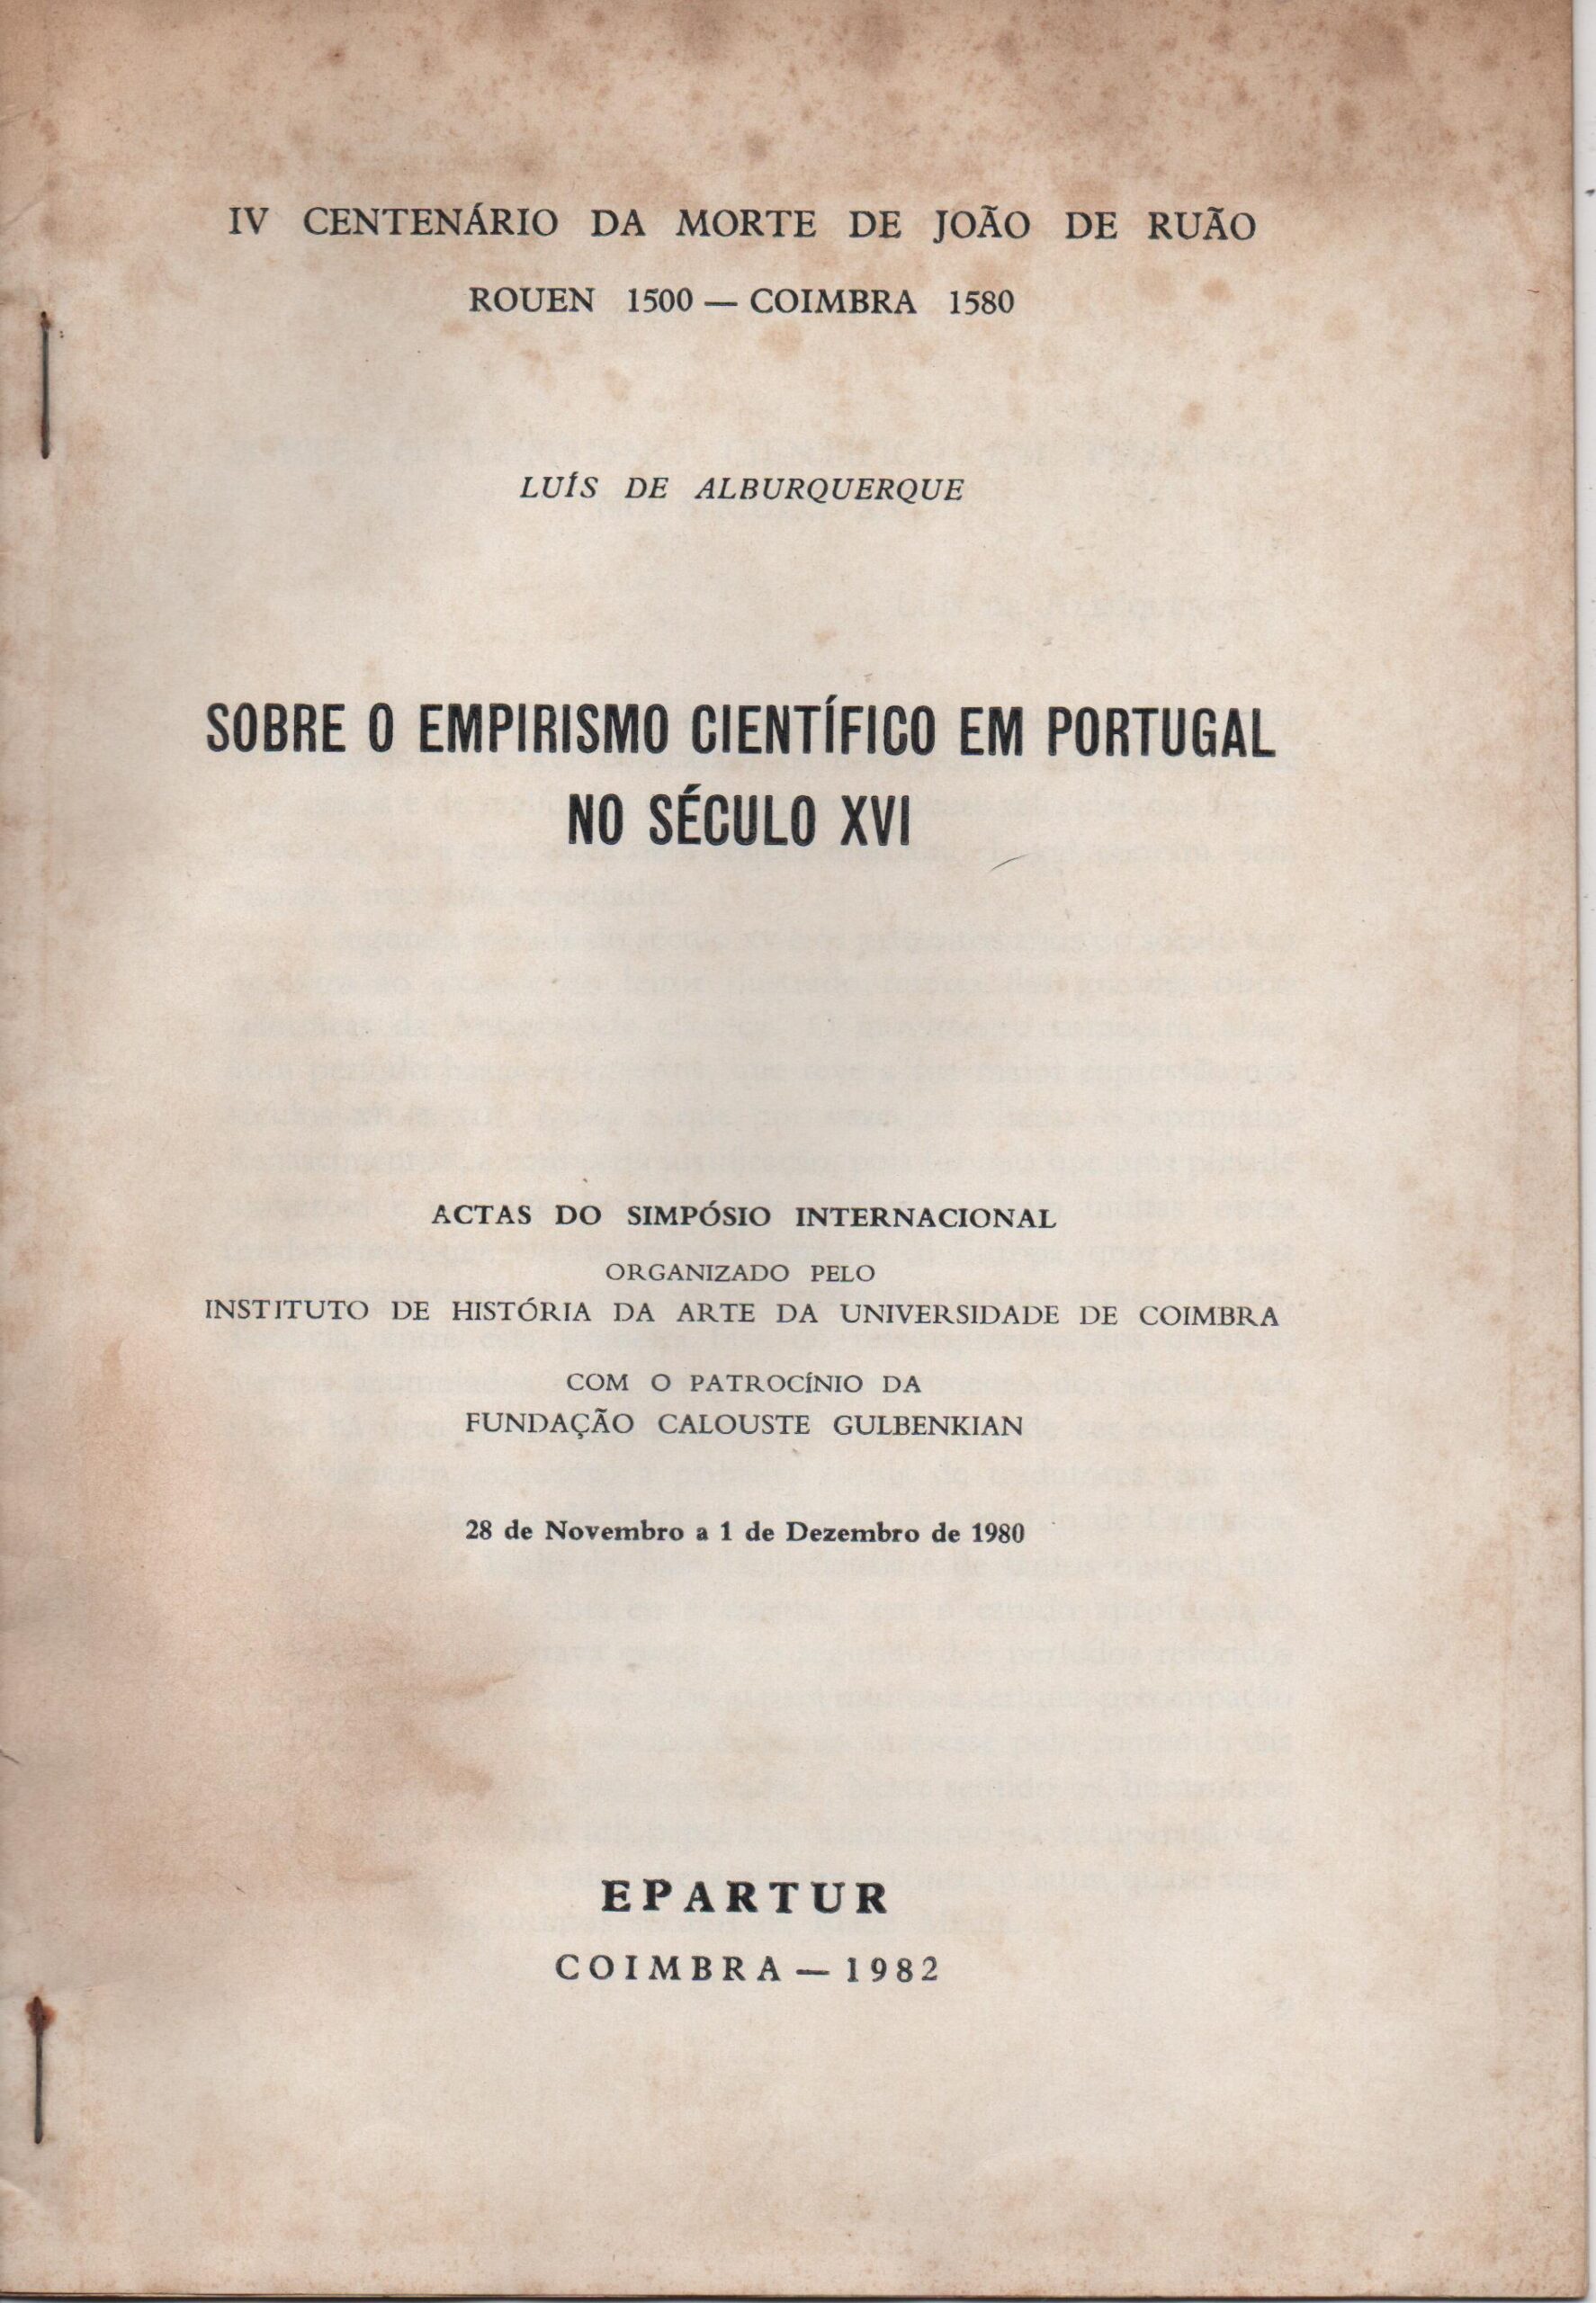 IV CENTENÁRIO DA MORTE DE JOÃO DE RUÃO
ROUEN 1500 — COIMBRA 1580
LUÍS DE ALBURQUERQUE
SOBRE O EMPIRISMO CIENTÍFICO EM PORTUGAL
NO SÉCULO XVI
ACTAS DO SIMPÓSIO INTERNACIONAL
ORGANIZADO PELO
INSTITUTO DE HISTÓRIA DA ARTE DA UNIVERSIDADE DE COIMBRA
COM O PATROCÍNIO DA
FUNDAÇÃO CALOUSTE GULBENKIAN
28 de Novembro a 1 de Dezembro de 1980
EPARTUR
COIMBRA — 1982